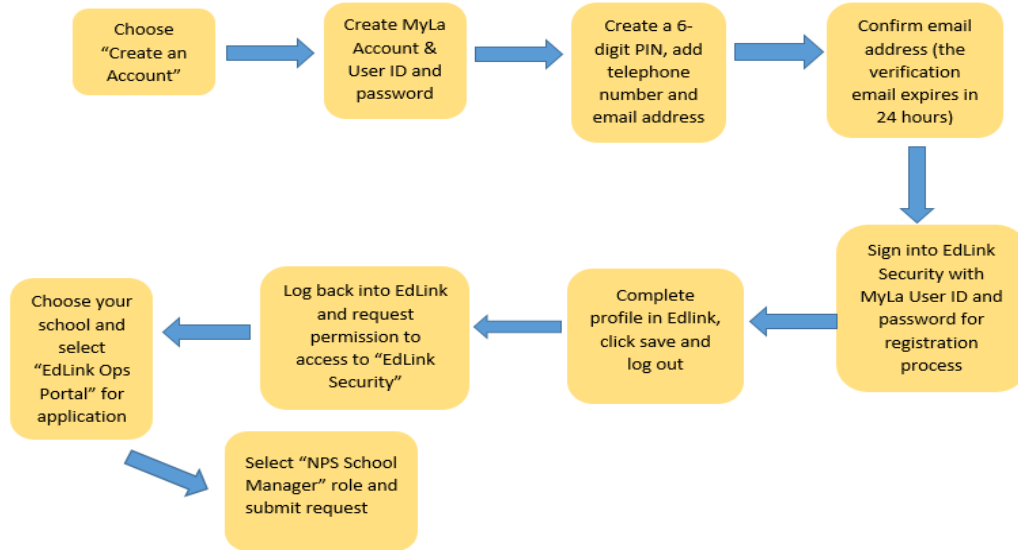 Choose
“Create an
Account”
Create MyLa
Account &
User ID and
password
Create a 6-
digit PIN, add
telephone
number and
email address
Confirm email
address (the
verification
email expires in
24 hours)
Sign into EdLink
Security with
MyLa User ID and
password for
registration
process
Complete
profile in Edlink,
click save and
log out
Log back into EdLink
and request
permission to
access to “EdLink
Security”
Choose your
school and
select
“EdLink Ops
Portal” for
application
Select “NPS School
Manager” role and
submit request